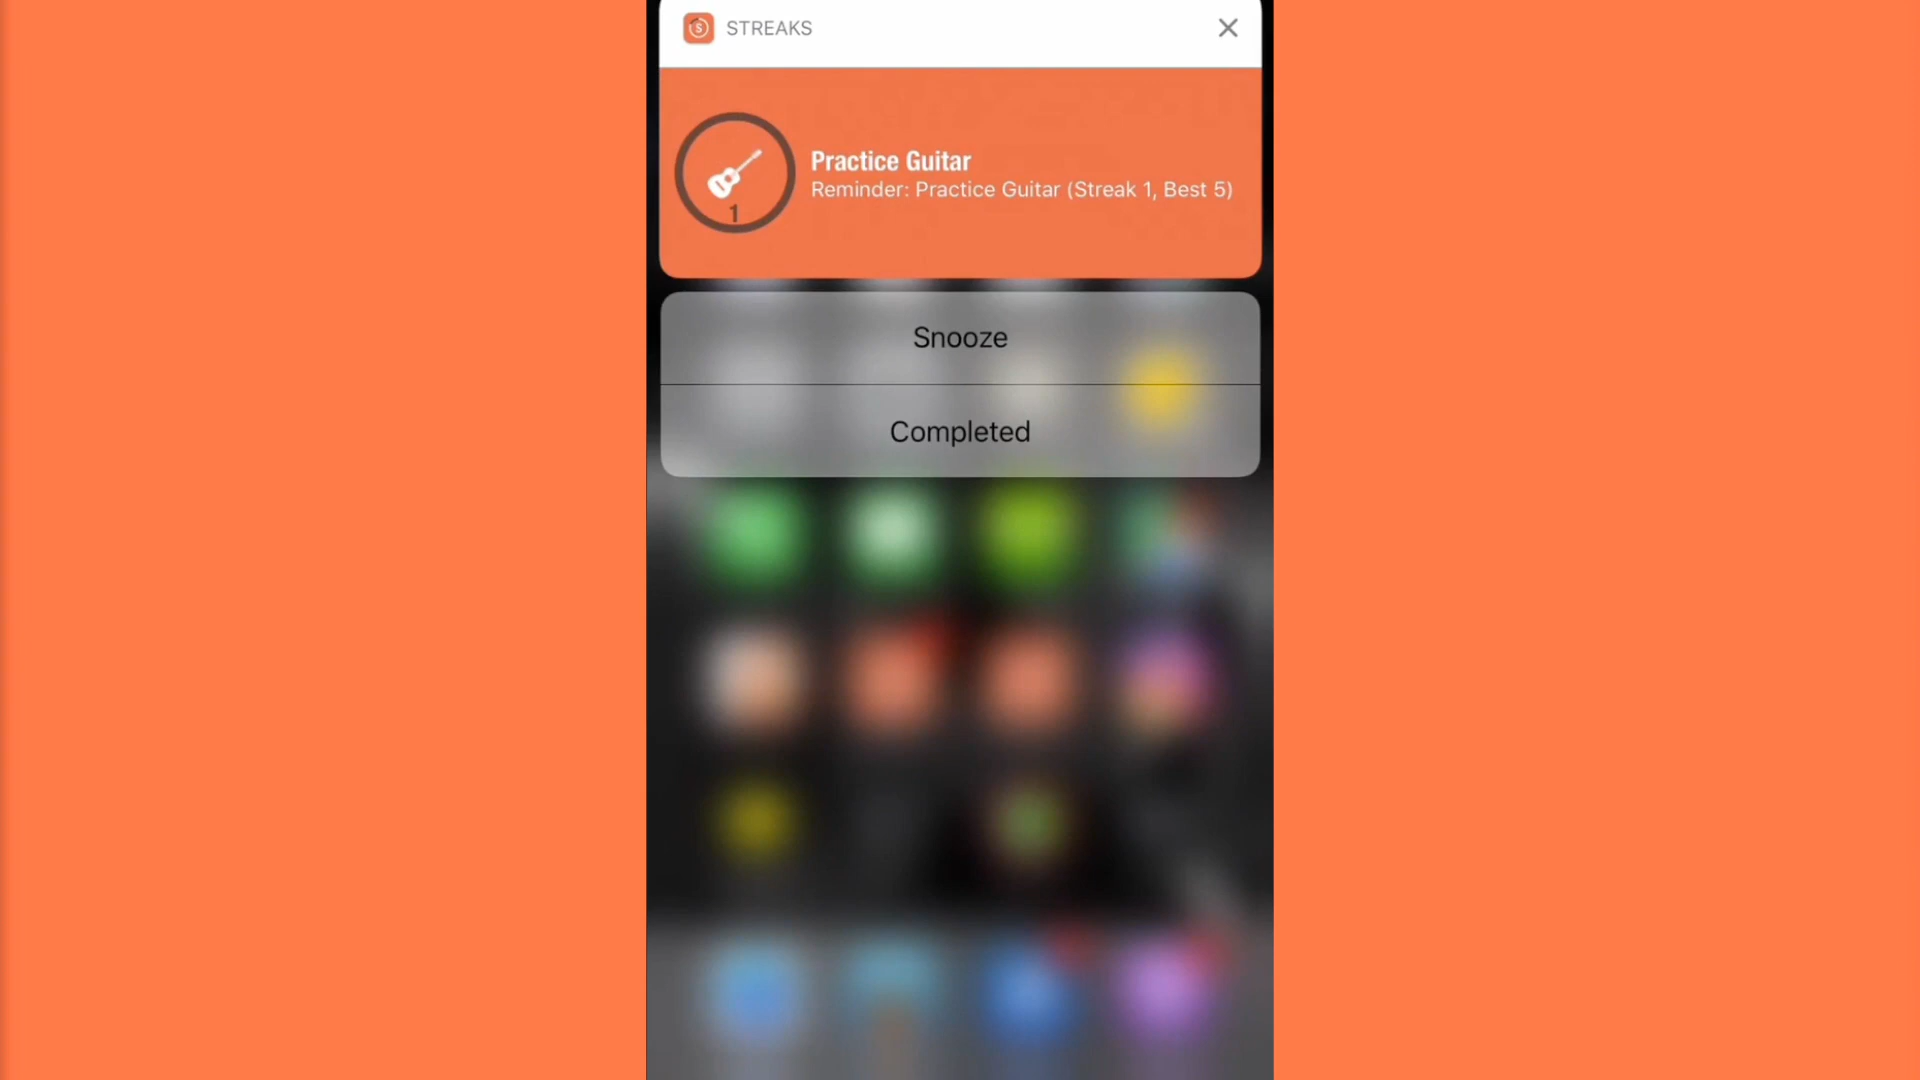 STREAKS
Practice Guitar
Reminder: Practice Guitar (Streak 1, Best 5)
1
Snooze
Completed